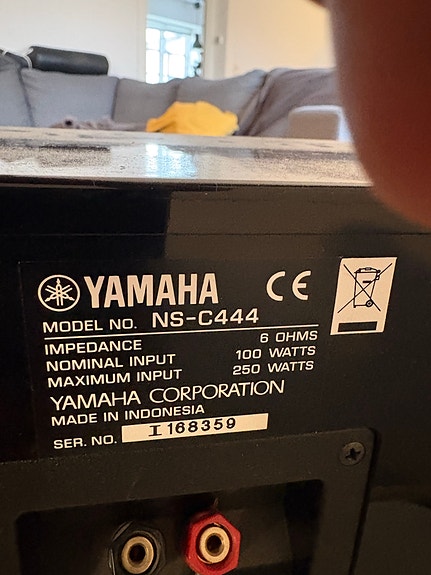 YAMAHA CE
MODEL NO. NS-C444
IMPEDANCE 6 OHMS
NOMINAL INPUT 100 WATTS
MAXIMUM INPUT 250 WATTS
YAMAHA CORPORATION
MADE IN INDONESIA
SER. NO. I 168359